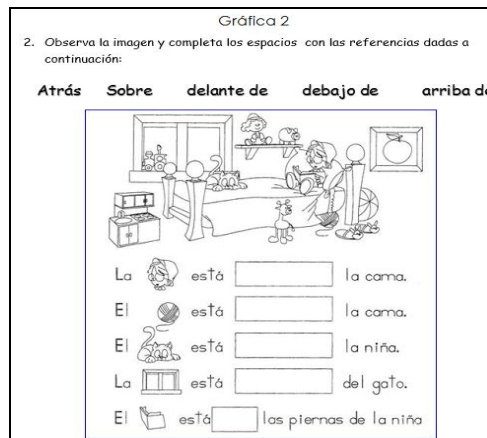 Gráfica 2
2. Observa la imagen y completa los espacios con las referencias dadas a
continuación:
Atrás Sobre delante de debajo de arriba de
La está la cama.
El está la cama.
El está la niña.
La está del gato.
El está las piernas de la niña